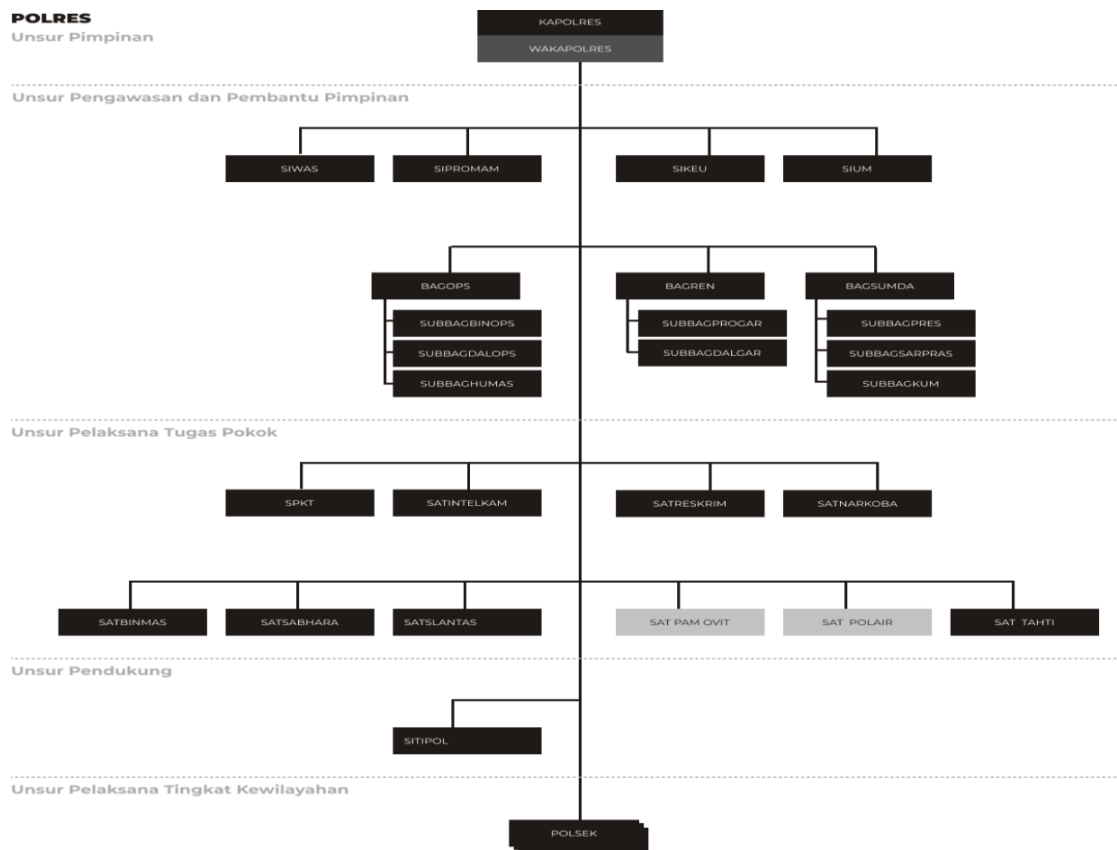 POLRES
Unsur Pimpinan
KAPOLRES
WAKAPOLRES
Unsur Pengawasan dan Pembantu Pimpinan
SIWAS
SIPROMAM
SIKEU
SIUM
BAGOPS
BAGREN
BAGSUMDA
SUBBAGBINOPS
SUBBAGPROGAR
SUBBAGPRES
SUBBAGDALOPS
SUBBAGDALGAR
SUBBAGSARPRAS
SUBBAGHUMAS
SUBBAGKUM
Unsur Pelaksana Tugas Pokok
SPKT
SATINTELKAM
SATRESKRIM
SATNARKOBA
SATBINMAS
SATSABHARA
SATSLANTAS
SAT PAM OVIT
SAT POLAIR
SAT TAHTI
Unsur Pendukung
SITIPOL
Unsur Pelaksana Tingkat Kewilayahan
POLSEK